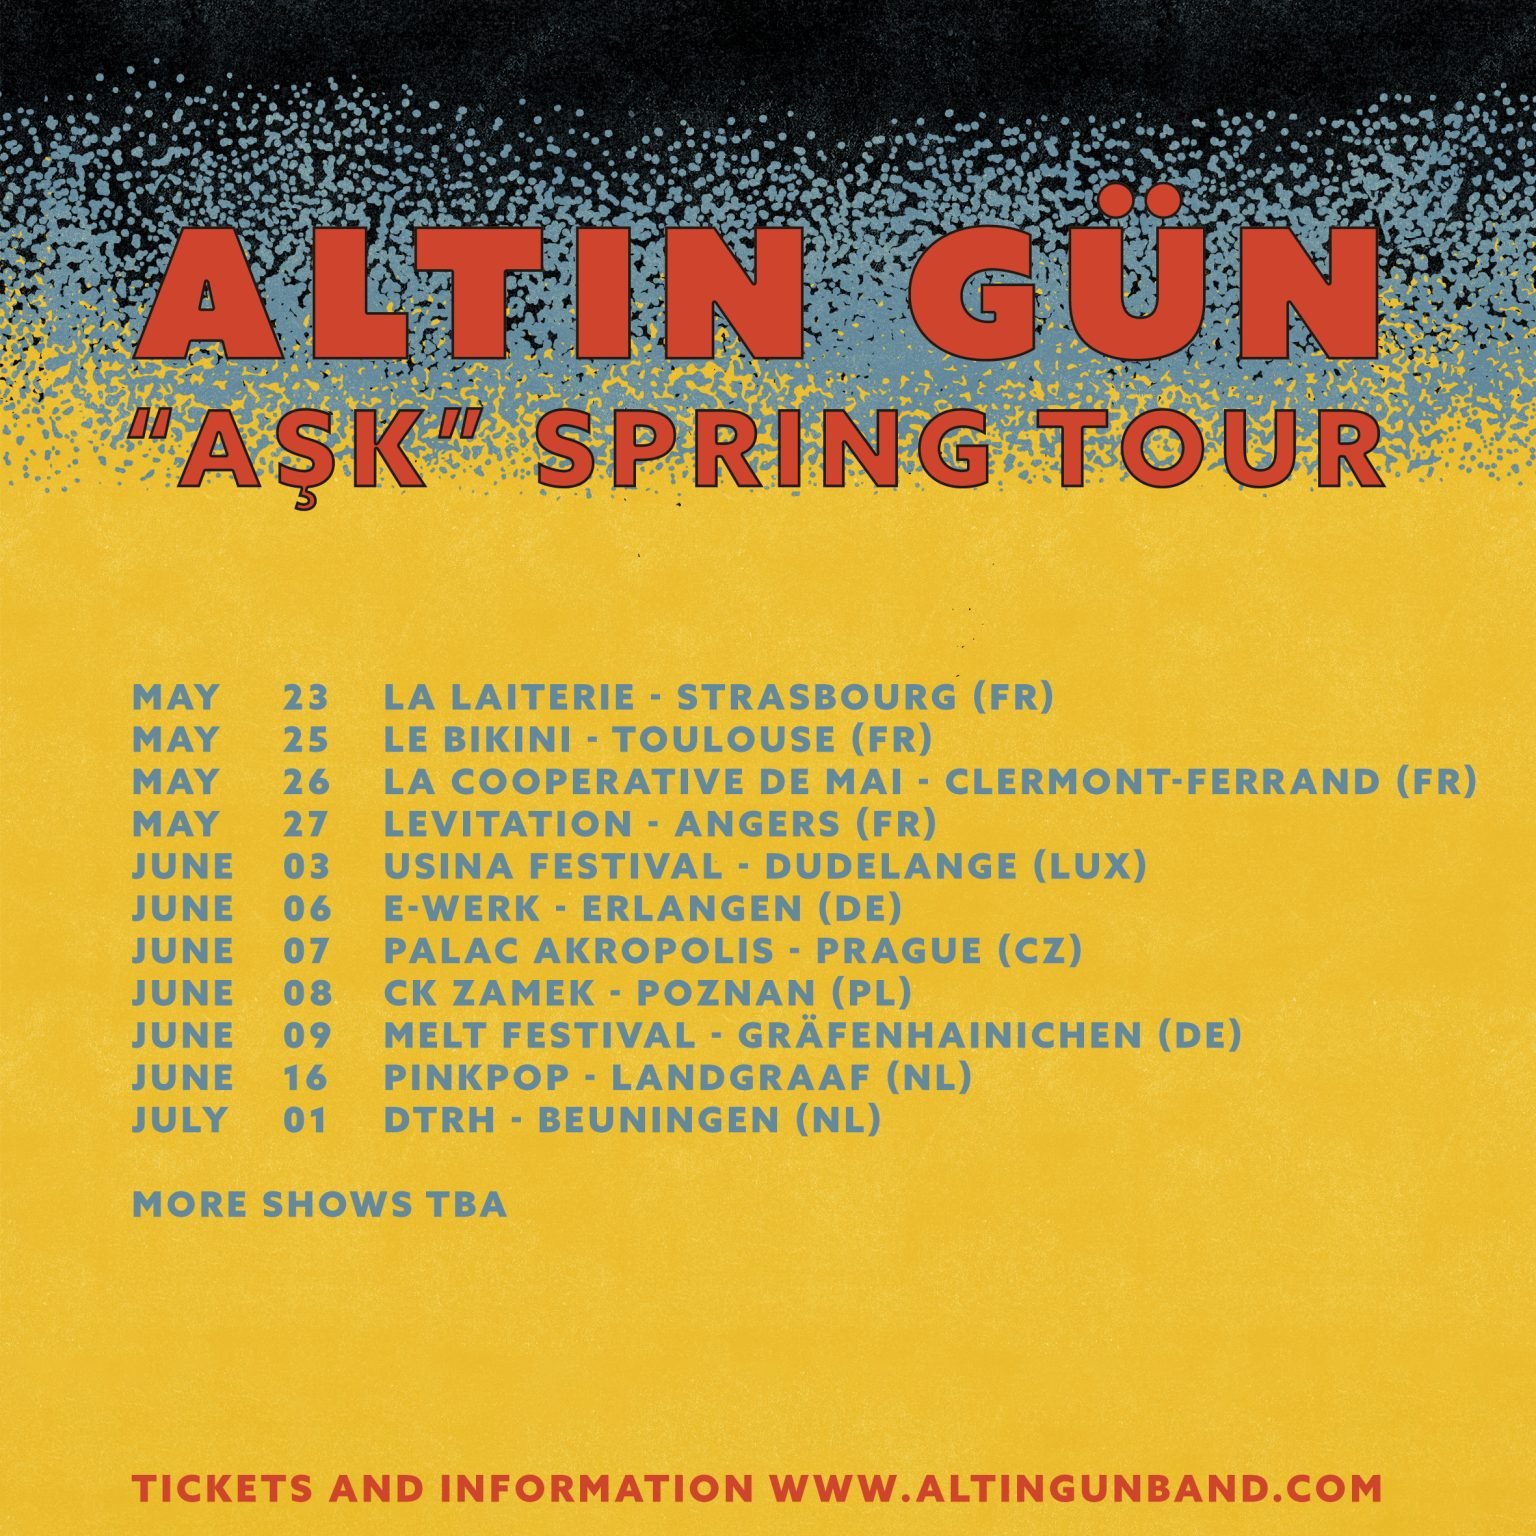 ALTIN GÜN
“AŞK” SPRING TOUR
MAY 23 LA LAITERIE - STRASBOURG (FR)
MAY 25 LE BIKINI - TOULOUSE (FR)
MAY 26 LA COOPERATIVE DE MAI - CLERMONT-FERRAND (FR)
MAY 27 LEVITATION - ANGERS (FR)
JUNE 03 USINA FESTIVAL - DUDELANGE (LUX)
JUNE 06 E-WERK - ERLANGEN (DE)
JUNE 07 PALAC AKROPOLIS - PRAGUE (CZ)
JUNE 08 CK ZAMEK - POZNAN (PL)
JUNE 09 MELT FESTIVAL - GRÄFENHAINICHEN (DE)
JUNE 16 PINKPOP - LANDGRAAF (NL)
JULY 01 DTRH - BEUNINGEN (NL)
MORE SHOWS TBA
TICKETS AND INFORMATION WWW.ALTINGUNBAND.COM